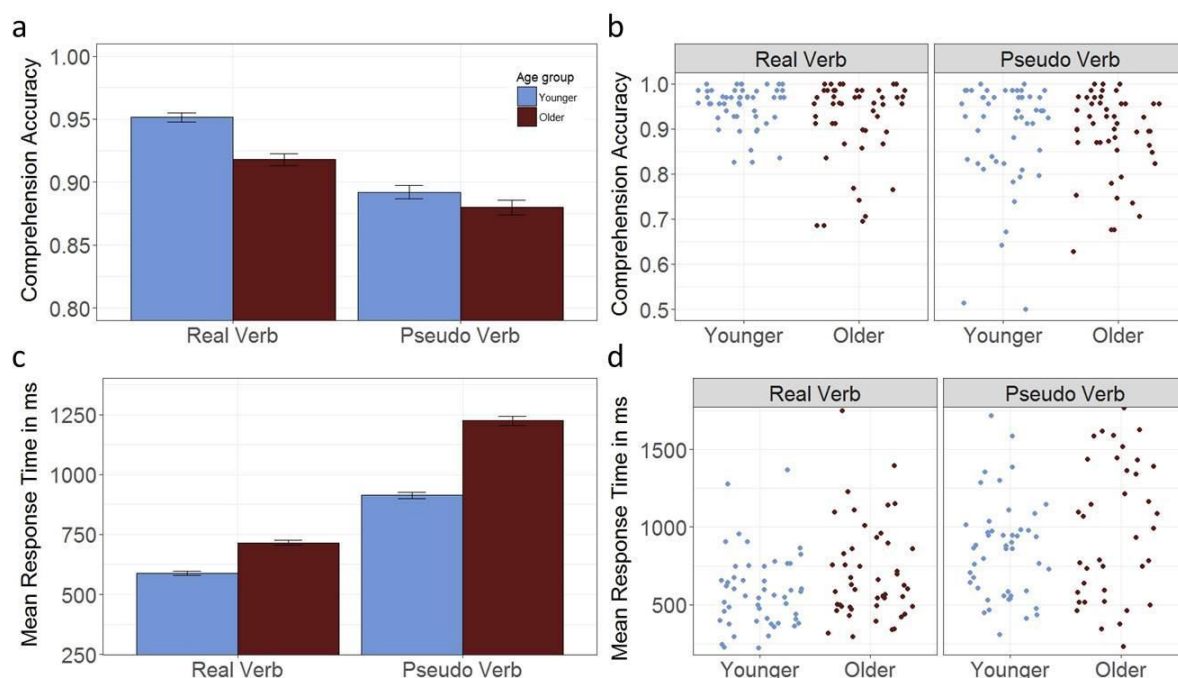 a
Comprehension Accuracy
1.00
0.95
0.90
0.85
0.80
Age group
Younger
Older
Real Verb Pseudo Verb
b
Comprehension Accuracy
Real Verb Pseudo Verb
1.0
0.9
0.8
0.7
0.6
0.5
Younger Older Younger Older
c
Mean Response Time in ms
1250
1000
750
500
250
Real Verb Pseudo Verb
d
Mean Response Time in ms
Real Verb Pseudo Verb
1500
1000
500
Younger Older Younger Older